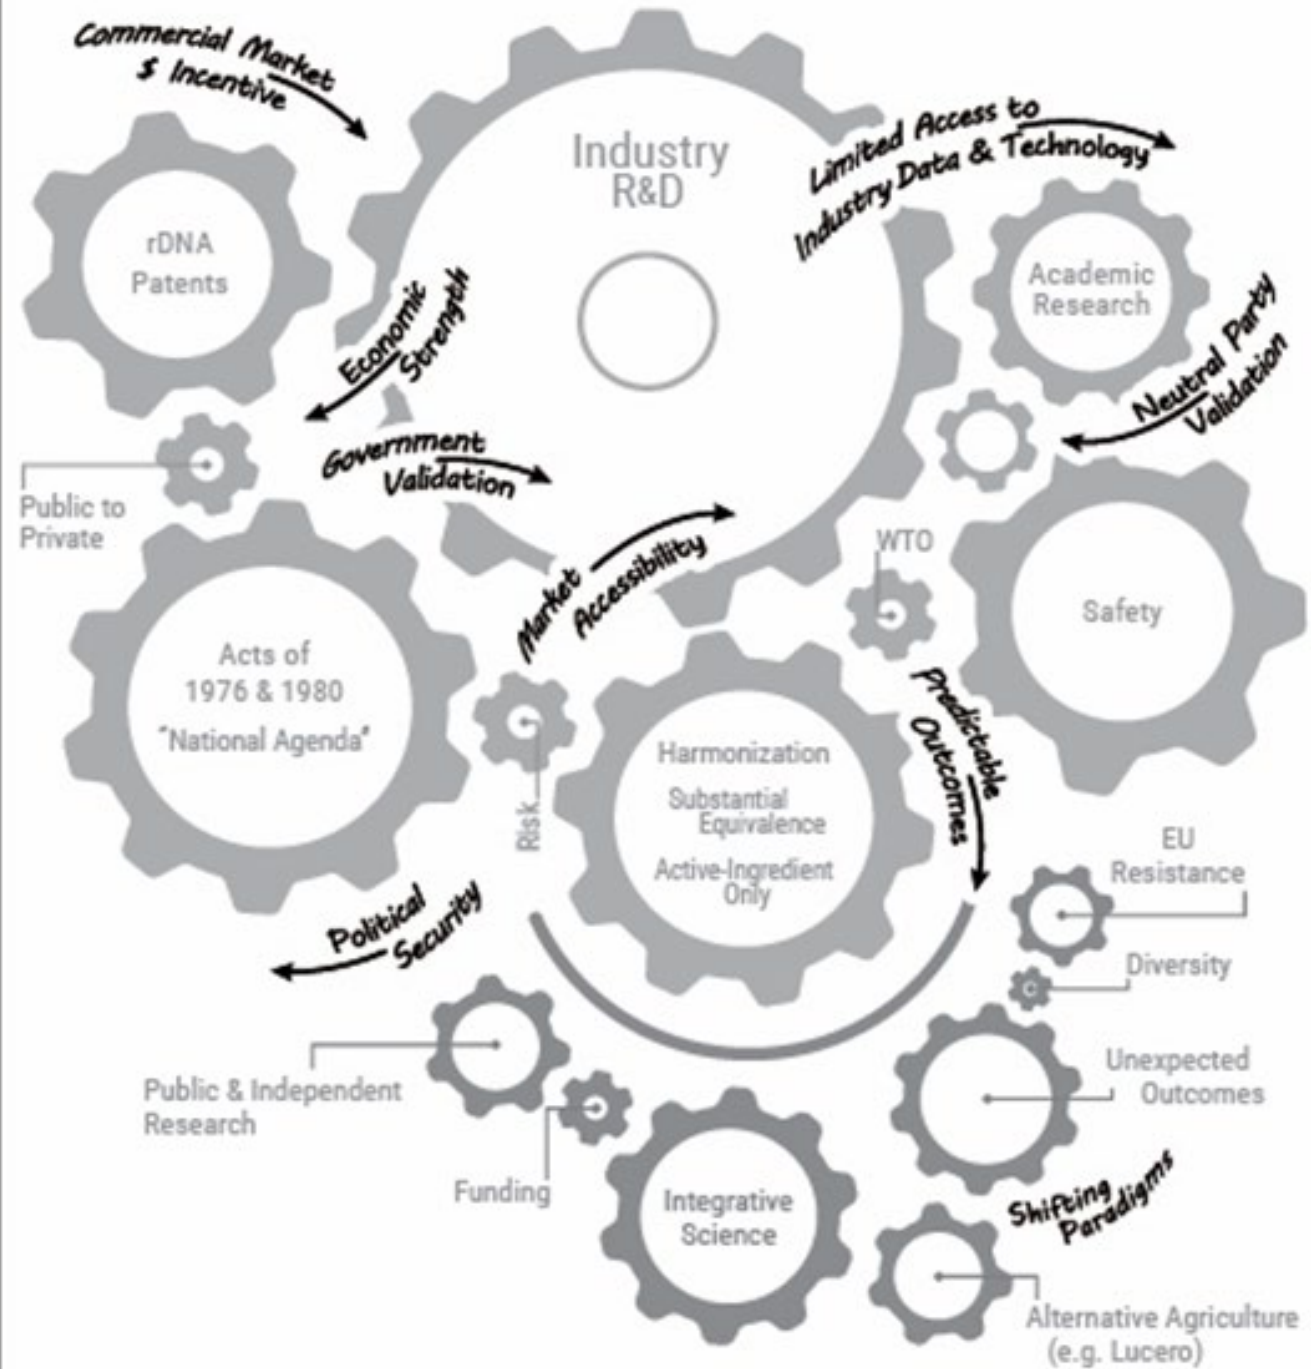 Commercial Market
$ Incentive
Industry
R&D
Limited Access to
Industry Data & Technology
rDNA
Patents
Academic
Research
Economic
Strength
Neutral Party
Validation
Government
Validation
Public to
Private
WTO
Market
Accessibility
Safety
Acts of
1976 & 1980
"National Agenda"
Predictable
Outcomes
Harmonization
Substantial
Equivalence
Active-Ingredient
Only
Risk
EU
Resistance
Political
Security
Diversity
Unexpected
Outcomes
Public & Independent
Research
Funding
Integrative
Science
Shifting
Paradigms
Alternative Agriculture
(e.g. Lucero)